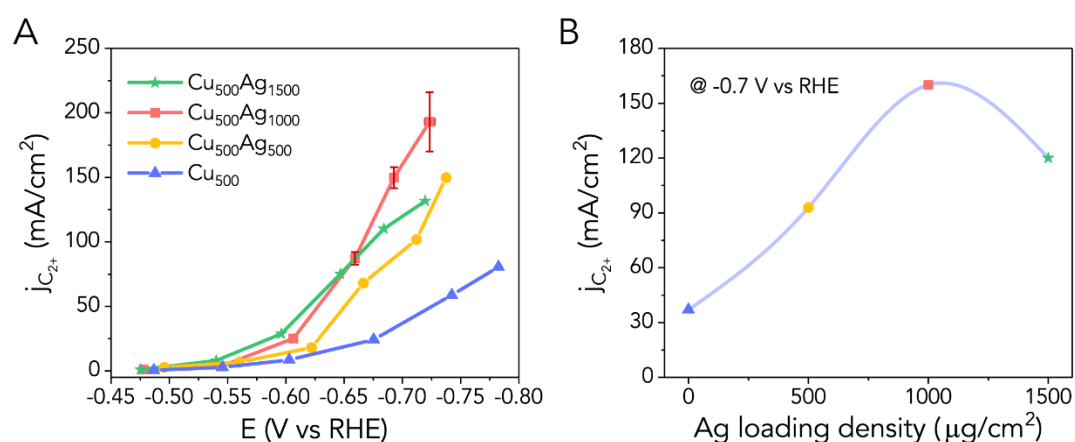 A
250
200
150
100
50
0
j_C2+ (mA/cm²)
Cu₅₀₀Ag₁₅₀₀
Cu₅₀₀Ag₁₀₀₀
Cu₅₀₀Ag₅₀₀
Cu₅₀₀
-0.45 -0.50 -0.55 -0.60 -0.65 -0.70 -0.75 -0.80
E (V vs RHE)
B
180
150
120
90
60
30
0
j_C2+ (mA/cm²)
@ -0.7 V vs RHE
0 500 1000 1500
Ag loading density (μg/cm²)